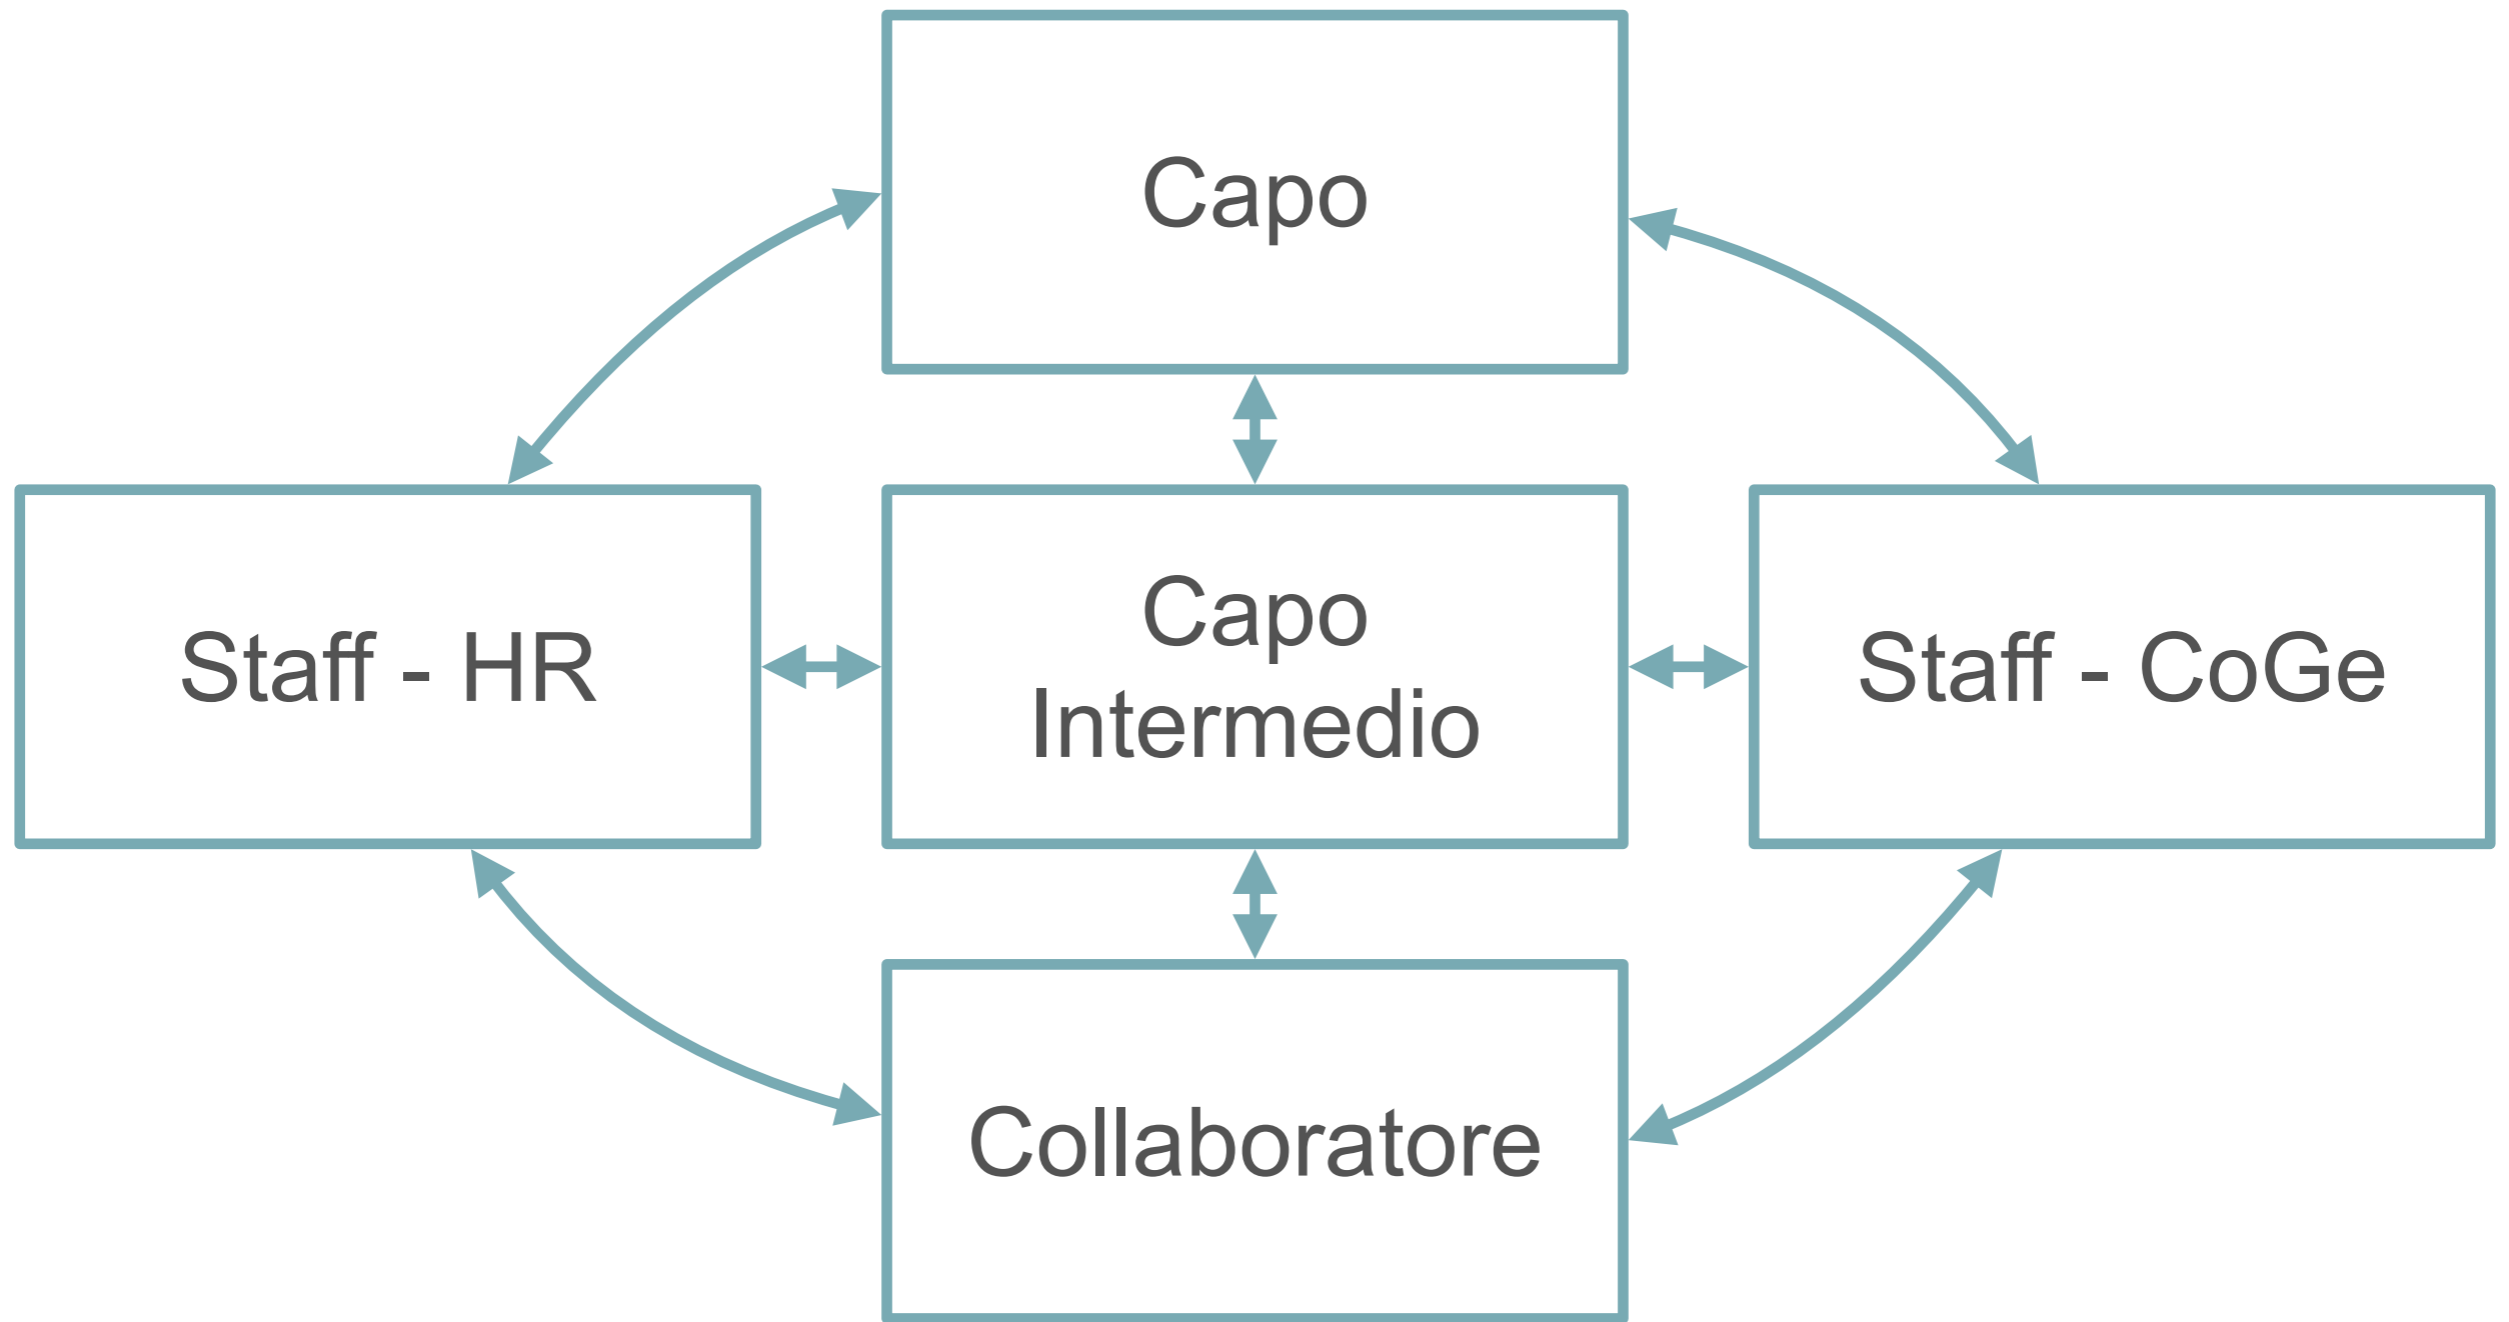 Capo
Staff - HR
Capo
Intermedio
Staff - CoGe
Collaboratore